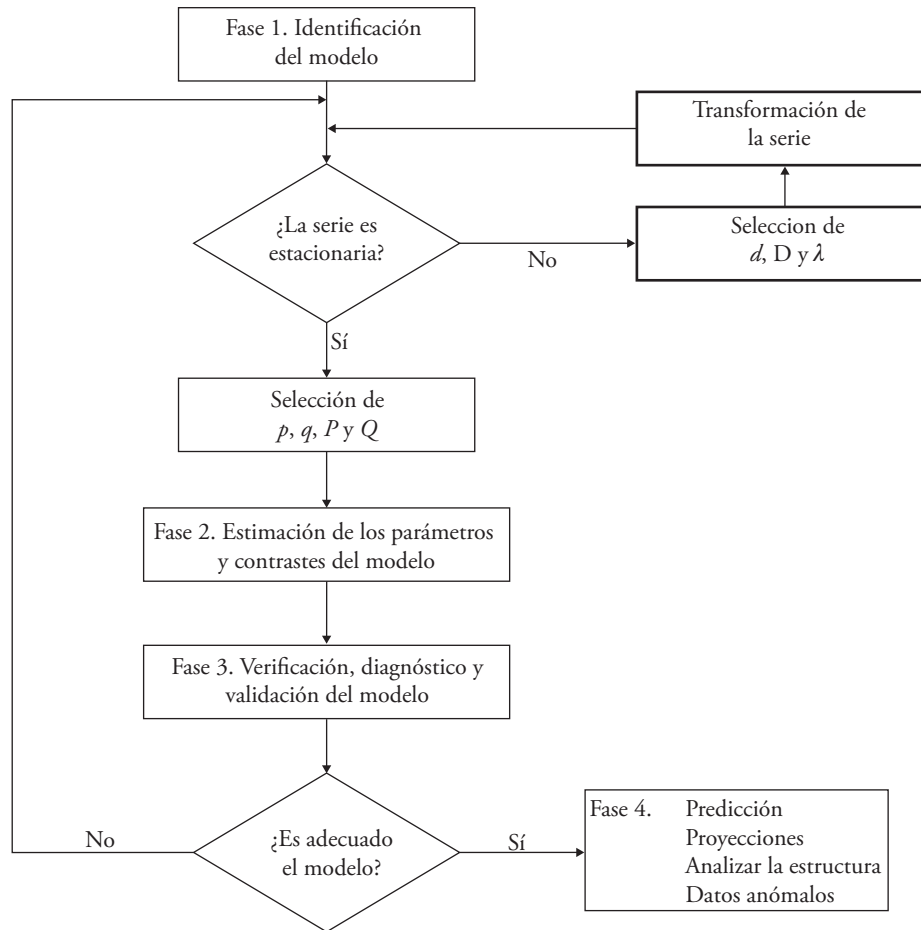 Fase 1. Identificación
del modelo
Transformación de
la serie
¿La serie es
estacionaria?
No
Seleccion de
d, D y λ
Sí
Selección de
p, q, P y Q
Fase 2. Estimación de los parámetros
y contrastes del modelo
Fase 3. Verificación, diagnóstico y
validación del modelo
No
¿Es adecuado
el modelo?
Sí
Fase 4. Predicción
Proyecciones
Analizar la estructura
Datos anómalos